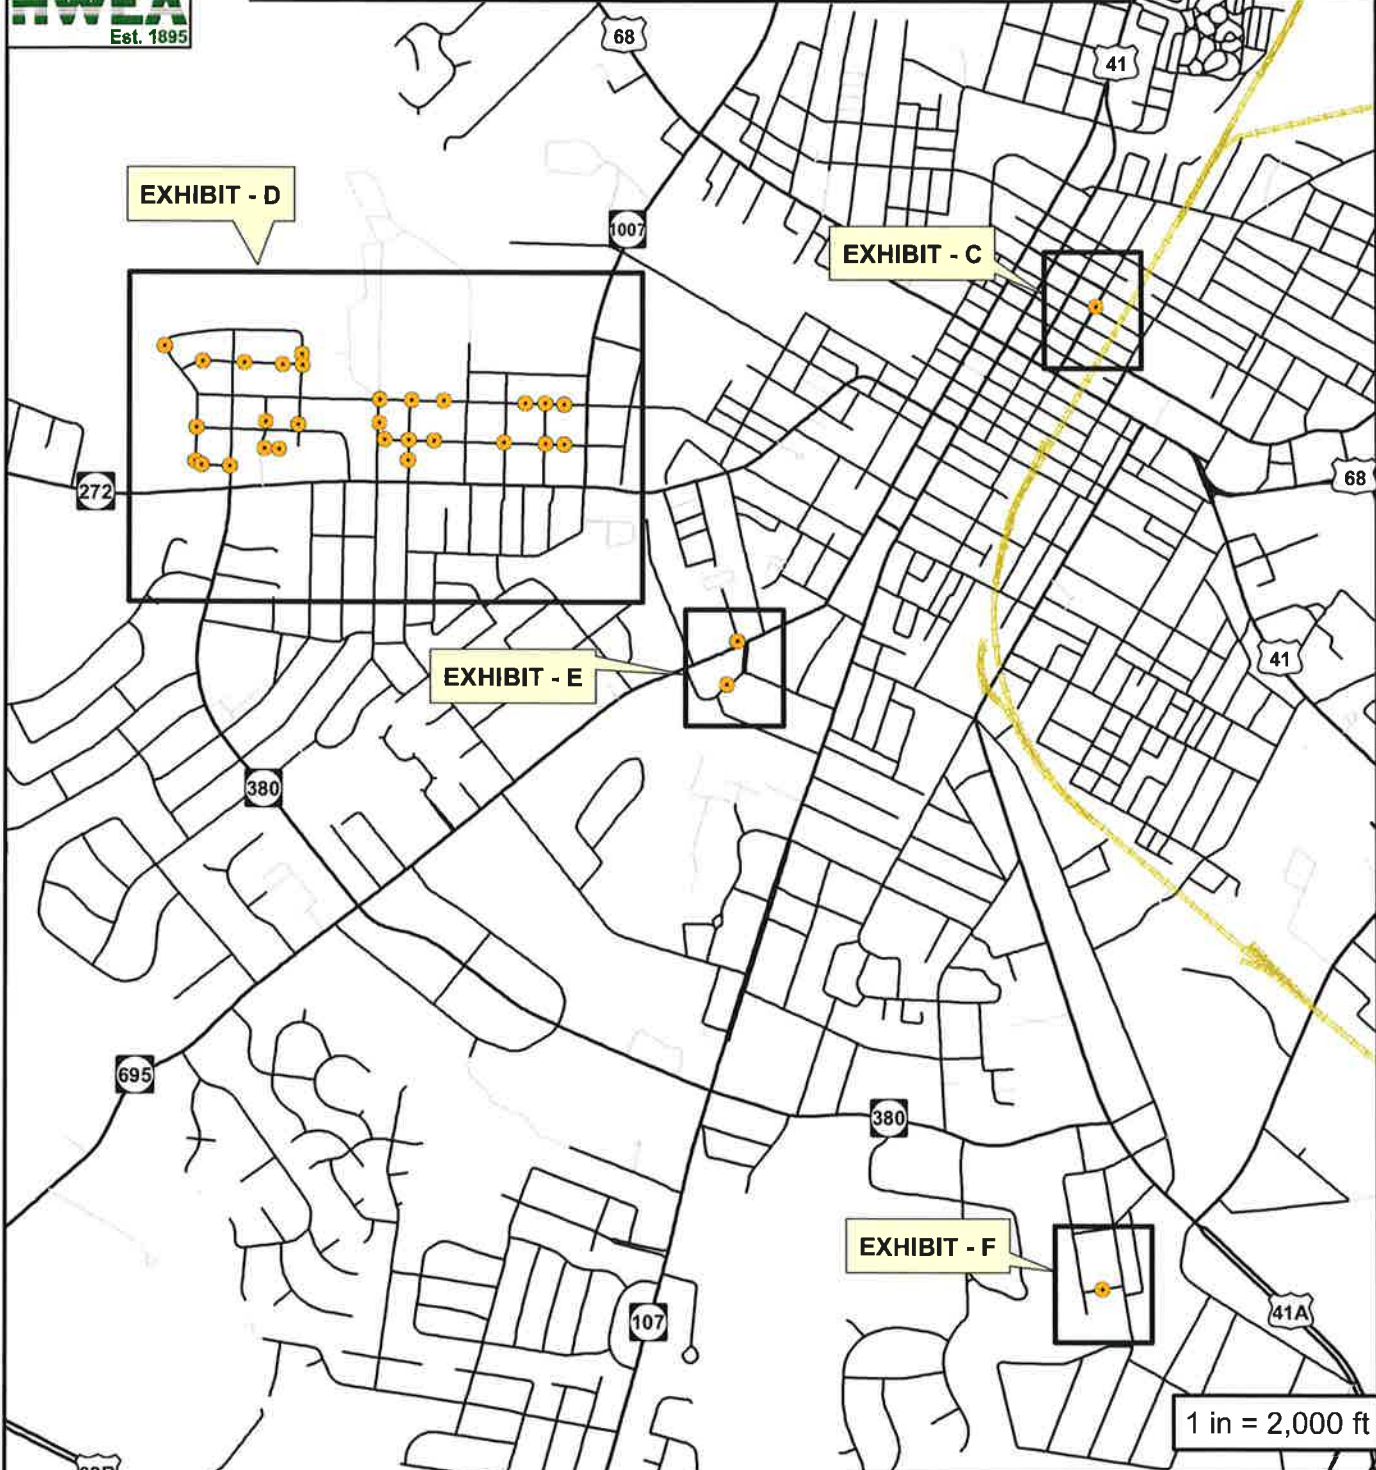 HWEA
Est. 1895
68
41
EXHIBIT - D
1007
EXHIBIT - C
272
68
EXHIBIT - E
41
380
695
380
EXHIBIT - F
107
41A
1 in = 2,000 ft